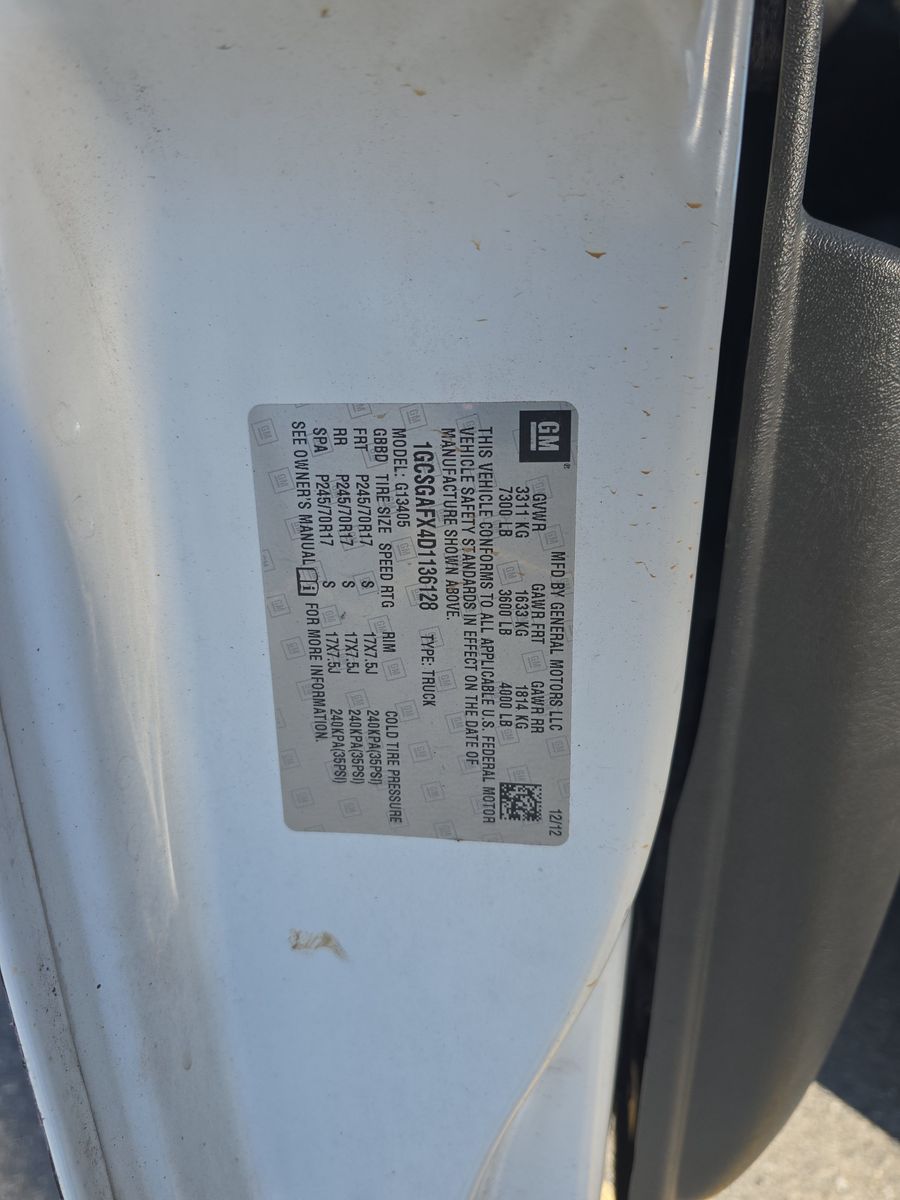 GM
MFD BY GENERAL MOTORS LLC 12/12
GVWR GAWR FRT GAWR RR
3311 KG 1633 KG 1814 KG
7300 LB 3600 LB 4000 LB
THIS VEHICLE CONFORMS TO ALL APPLICABLE U.S. FEDERAL MOTOR
VEHICLE SAFETY STANDARDS IN EFFECT ON THE DATE OF
MANUFACTURE SHOWN ABOVE.
1GCSGAFX4D1136128 TYPE: TRUCK
MODEL: G13405
GBBD TIRE SIZE SPEED RTG RIM COLD TIRE PRESSURE
FRT P245/70R17 S 17X7.5J 240KPA(35PSI)
RR P245/70R17 S 17X7.5J 240KPA(35PSI)
SPA P245/70R17 S 17X7.5J 240KPA(35PSI)
SEE OWNER'S MANUAL FOR MORE INFORMATION.